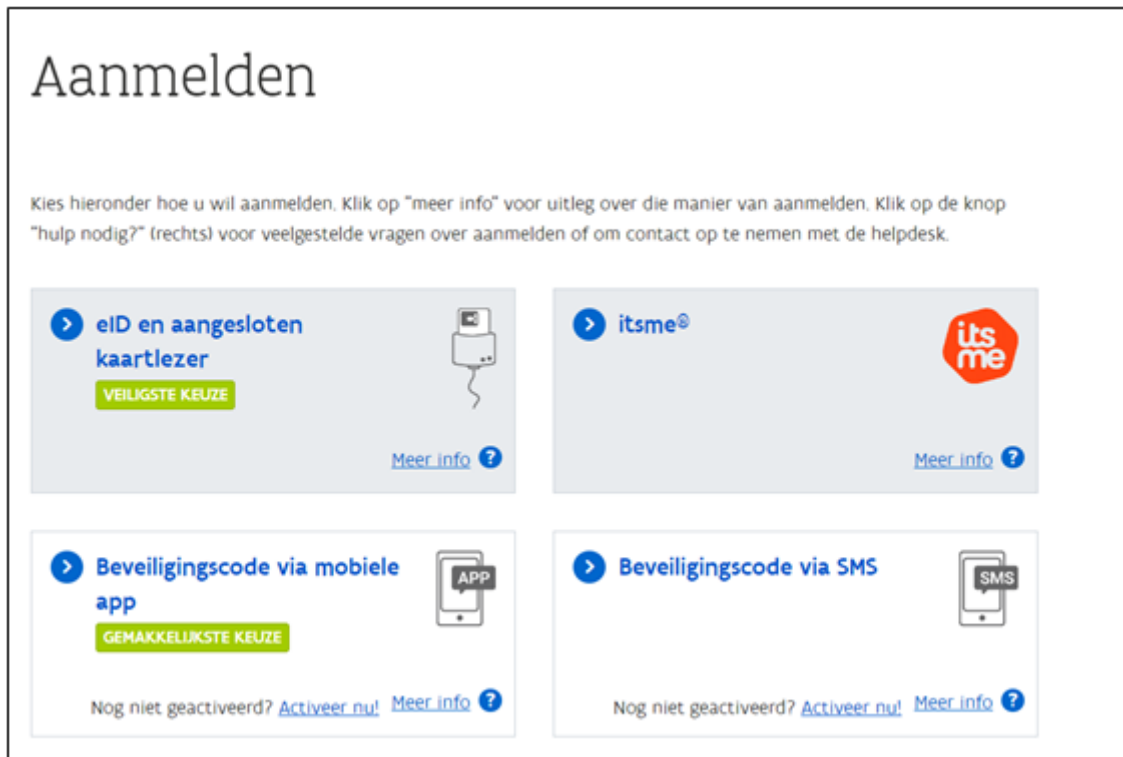 Aanmelden
Kies hieronder hoe u wil aanmelden. Klik op "meer info" voor uitleg over die manier van aanmelden. Klik op de knop
"hulp nodig?" (rechts) voor veelgestelde vragen over aanmelden of om contact op te nemen met de helpdesk.
eID en aangesloten
kaartlezer
VEILIGSTE KEUZE
Meer info ?
itsme®
its
me
Meer info ?
Beveiligingscode via mobiele
app
APP
GEMAKKELIJKSTE KEUZE
Nog niet geactiveerd? Activeer nu! Meer info ?
Beveiligingscode via SMS
SMS
Nog niet geactiveerd? Activeer nu! Meer info ?